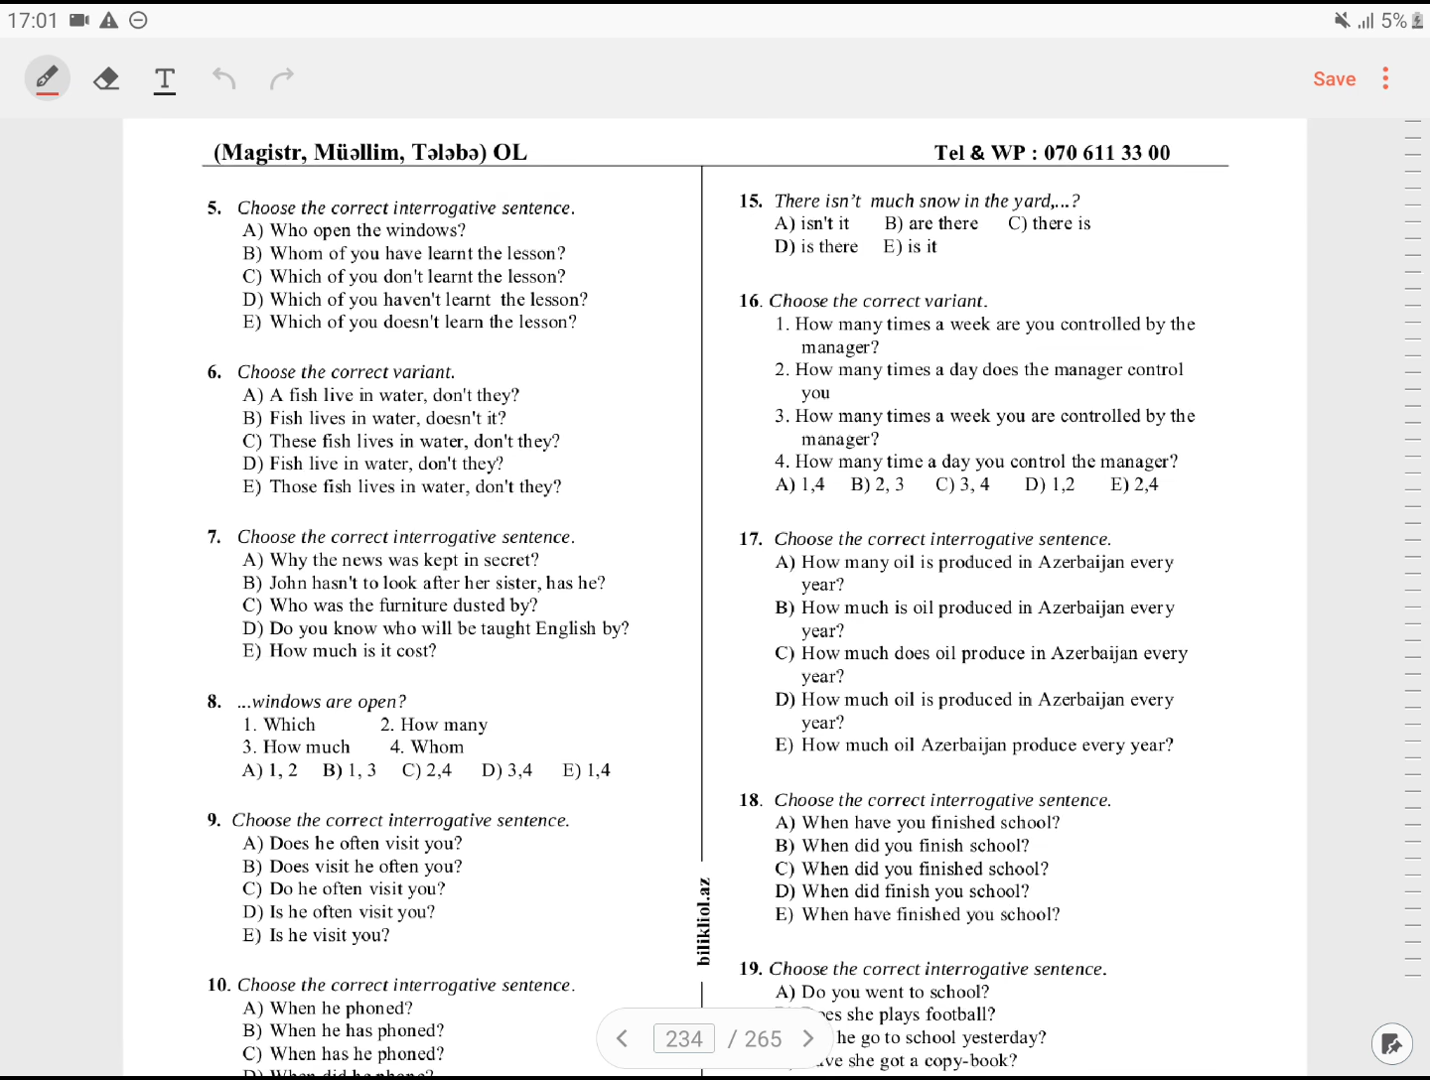 17:01
5%
Save
(Magistr, Müəllim, Tələbə) OL
Tel & WP : 070 611 33 00
5. Choose the correct interrogative sentence.
A) Who open the windows?
B) Whom of you have learnt the lesson?
C) Which of you don't learnt the lesson?
D) Which of you haven't learnt the lesson?
E) Which of you doesn't learn the lesson?
6. Choose the correct variant.
A) A fish live in water, don't they?
B) Fish lives in water, doesn't it?
C) These fish lives in water, don't they?
D) Fish live in water, don't they?
E) Those fish lives in water, don't they?
7. Choose the correct interrogative sentence.
A) Why the news was kept in secret?
B) John hasn't to look after her sister, has he?
C) Who was the furniture dusted by?
D) Do you know who will be taught English by?
E) How much is it cost?
8. ...windows are open?
1. Which 2. How many
3. How much 4. Whom
A) 1, 2 B) 1, 3 C) 2,4 D) 3,4 E) 1,4
9. Choose the correct interrogative sentence.
A) Does he often visit you?
B) Does visit he often you?
C) Do he often visit you?
D) Is he often visit you?
E) Is he visit you?
10. Choose the correct interrogative sentence.
A) When he phoned?
B) When he has phoned?
C) When has he phoned?
D) When did he phone?
bilikliol.az
15. There isn't much snow in the yard,...?
A) isn't it B) are there C) there is
D) is there E) is it
16. Choose the correct variant.
1. How many times a week are you controlled by the
manager?
2. How many times a day does the manager control
you
3. How many times a week you are controlled by the
manager?
4. How many time a day you control the manager?
A) 1,4 B) 2, 3 C) 3, 4 D) 1,2 E) 2,4
17. Choose the correct interrogative sentence.
A) How many oil is produced in Azerbaijan every
year?
B) How much is oil produced in Azerbaijan every
year?
C) How much does oil produce in Azerbaijan every
year?
D) How much oil is produced in Azerbaijan every
year?
E) How much oil Azerbaijan produce every year?
18. Choose the correct interrogative sentence.
A) When have you finished school?
B) When did you finish school?
C) When did you finished school?
D) When did finish you school?
E) When have finished you school?
19. Choose the correct interrogative sentence.
A) Do you went to school?
she plays football?
he go to school yesterday?
she got a copy-book?
234 / 265